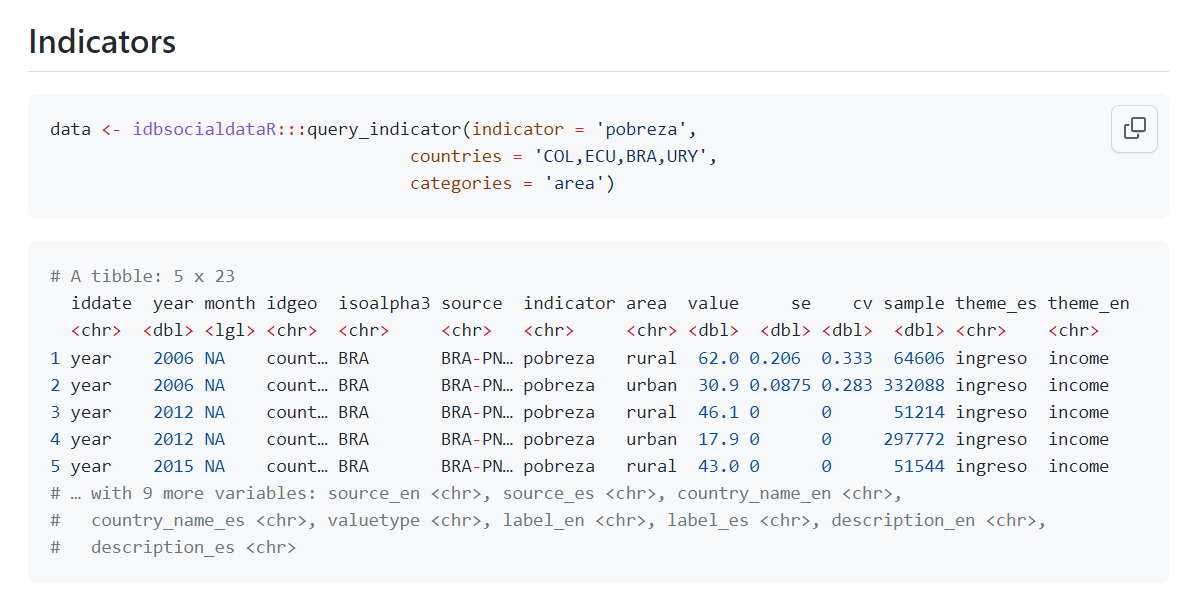 Indicators
data <- idbsocialdataR:::query_indicator(indicator = 'pobreza',
                                   countries = 'COL,ECU,BRA,URY',
                                   categories = 'area')
# A tibble: 5 x 23
  iddate  year month idgeo  isoalpha3 source  indicator area  value     se    cv sample theme_es theme_en
  <chr>  <dbl> <lgl> <chr>  <chr>     <chr>   <chr>     <chr> <dbl>  <dbl> <dbl>  <dbl> <chr>    <chr>
1 year    2006 NA    count… BRA       BRA-PN… pobreza   rural  62.0 0.206  0.333  64606 ingreso  income
2 year    2006 NA    count… BRA       BRA-PN… pobreza   urban  30.9 0.0875 0.283 332088 ingreso  income
3 year    2012 NA    count… BRA       BRA-PN… pobreza   rural  46.1 0      0      51214 ingreso  income
4 year    2012 NA    count… BRA       BRA-PN… pobreza   urban  17.9 0      0     297772 ingreso  income
5 year    2015 NA    count… BRA       BRA-PN… pobreza   rural  43.0 0      0      51544 ingreso  income
# … with 9 more variables: source_en <chr>, source_es <chr>, country_name_en <chr>,
#   country_name_es <chr>, valuetype <chr>, label_en <chr>, label_es <chr>, description_en <chr>,
#   description_es <chr>